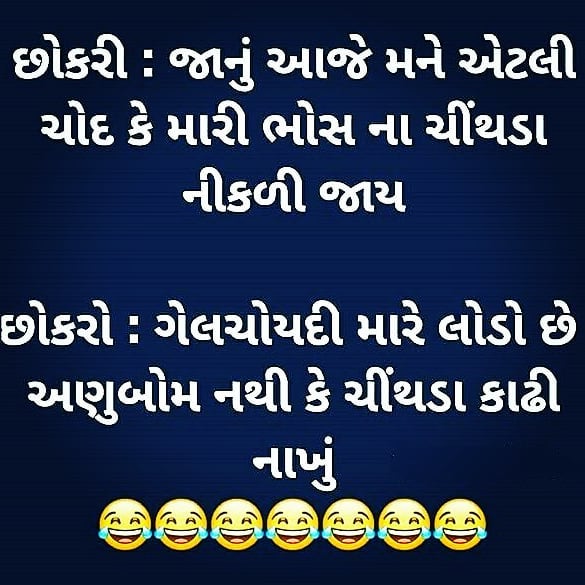 છોકરી : જાનું આજે મને એટલી
ચોદ કે મારી ભોસ ના ચીંથડા
નીકળી જાય
છોકરો : ગેલચોયદી મારે લોડો છે
અણુબોમ નથી કે ચીંથડા કાઢી
નાખું
😂😂😂😂😂😂😂